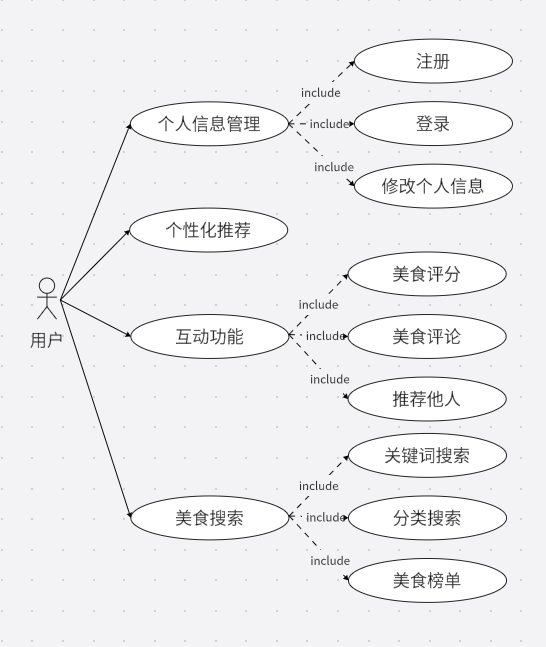 注册
include
个人信息管理
include
登录
include
修改个人信息
个性化推荐
美食评分
include
用户
互动功能
include
美食评论
include
推荐他人
关键词搜索
include
美食搜索
include
分类搜索
include
美食榜单